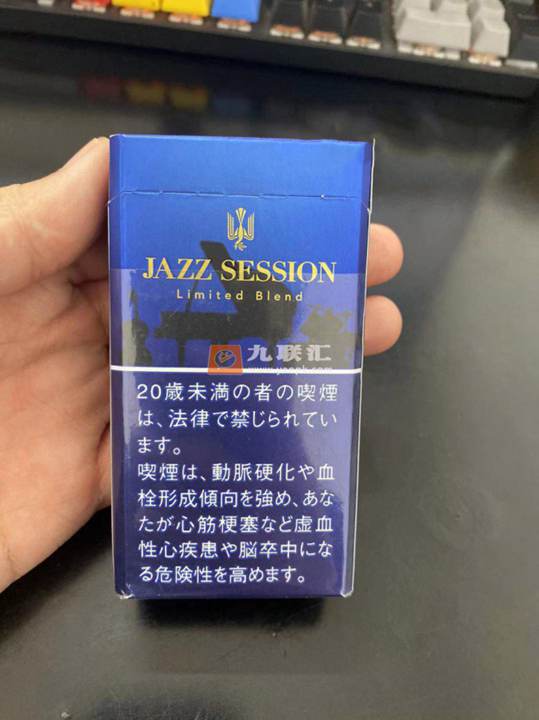 JAZZ SESSION
Limited Blend
九联汇
20歳未満の者の喫煙
は、法律で禁じられてい
ます。
喫煙は、動脈硬化や血
栓形成傾向を強め、あな
たが心筋梗塞など虚血
性心疾患や脳卒中にな
る危険性を高めます。